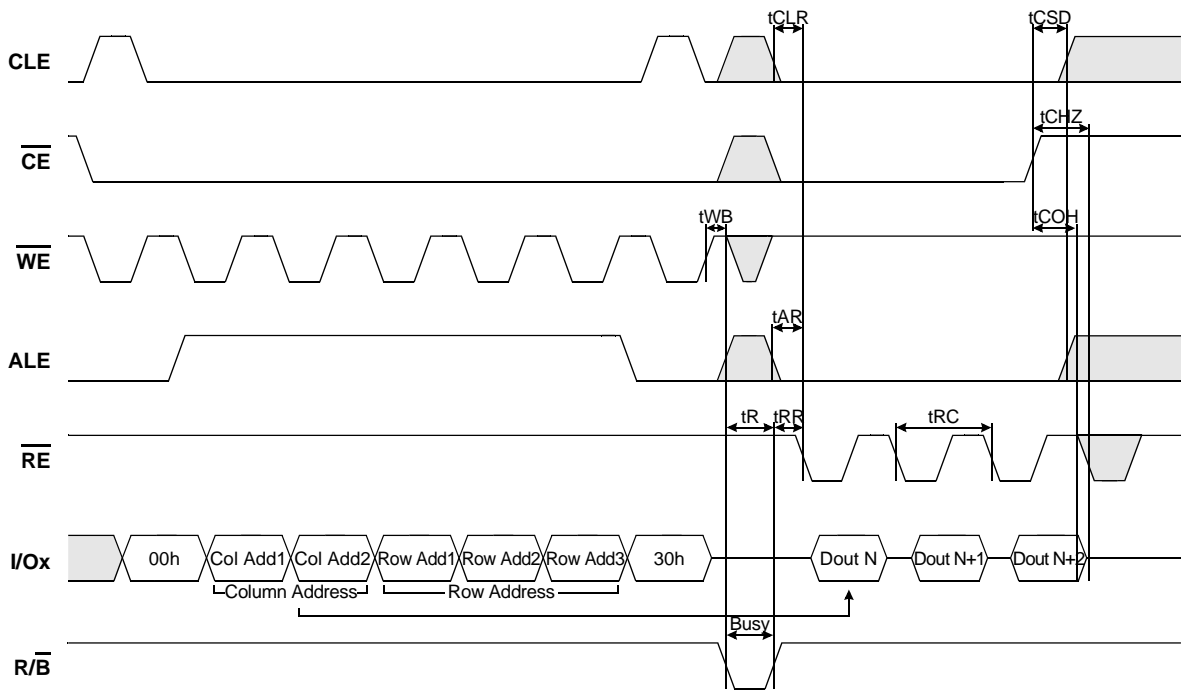 tCLR tCSD
CLE
tCHZ
CE
tWB tCOH
WE
tAR
ALE
tR tRR tRC
RE
I/Ox 00h Col Add1 Col Add2 Row Add1 Row Add2 Row Add3 30h Dout N Dout N+1 Dout N+2
Column Address Row Address
Busy
R/B